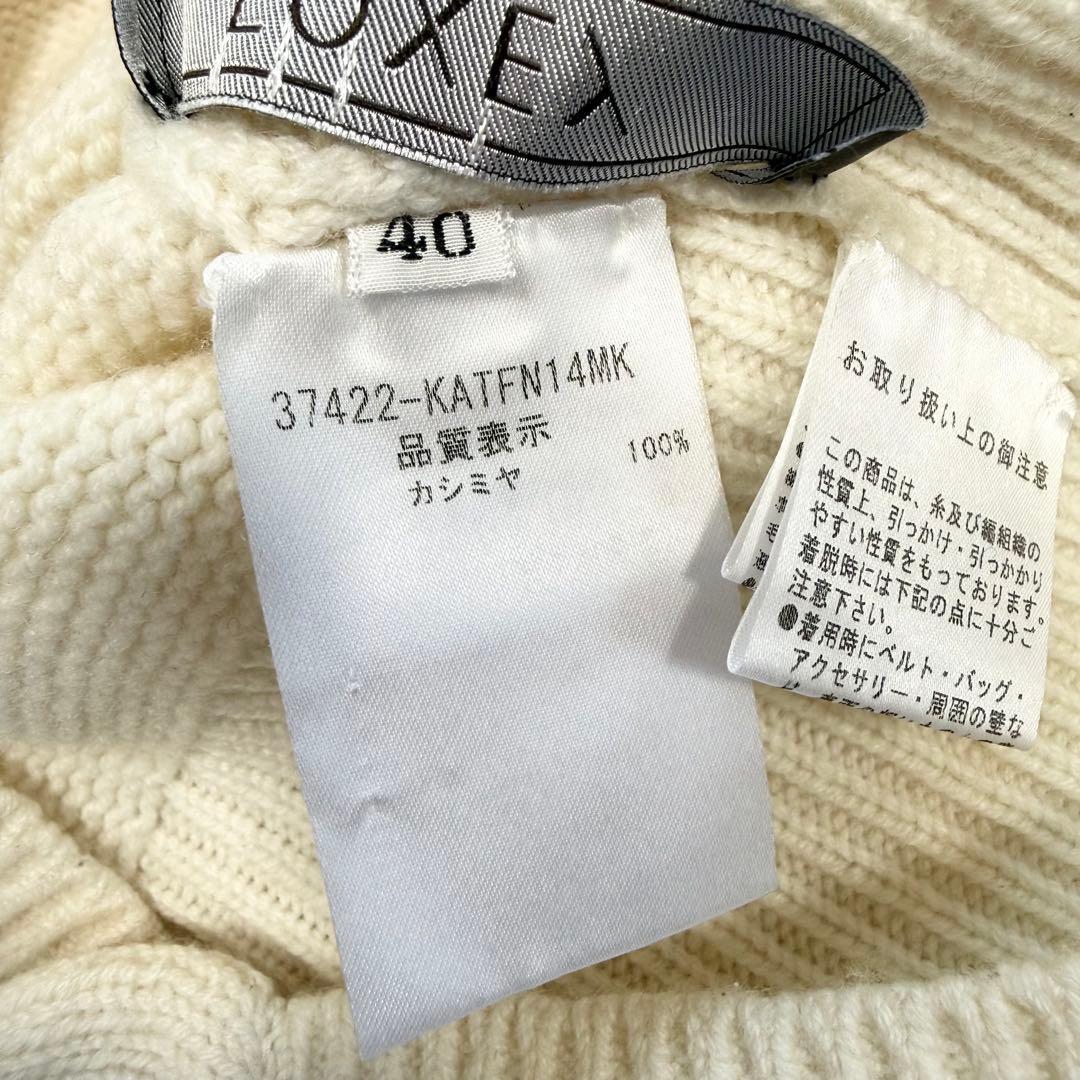 LOXEY
40
37422-KATFN14MK
品質表示
カシミヤ 100%
お取り扱い上の御注意
この商品は、糸及び編組織の
性質上、引っかけ・引っかかり
やすい性質をもっております。
着脱時には下記の点に十分ご
注意下さい。
●着用時にベルト・バッグ・
アクセサリー・周囲の壁な